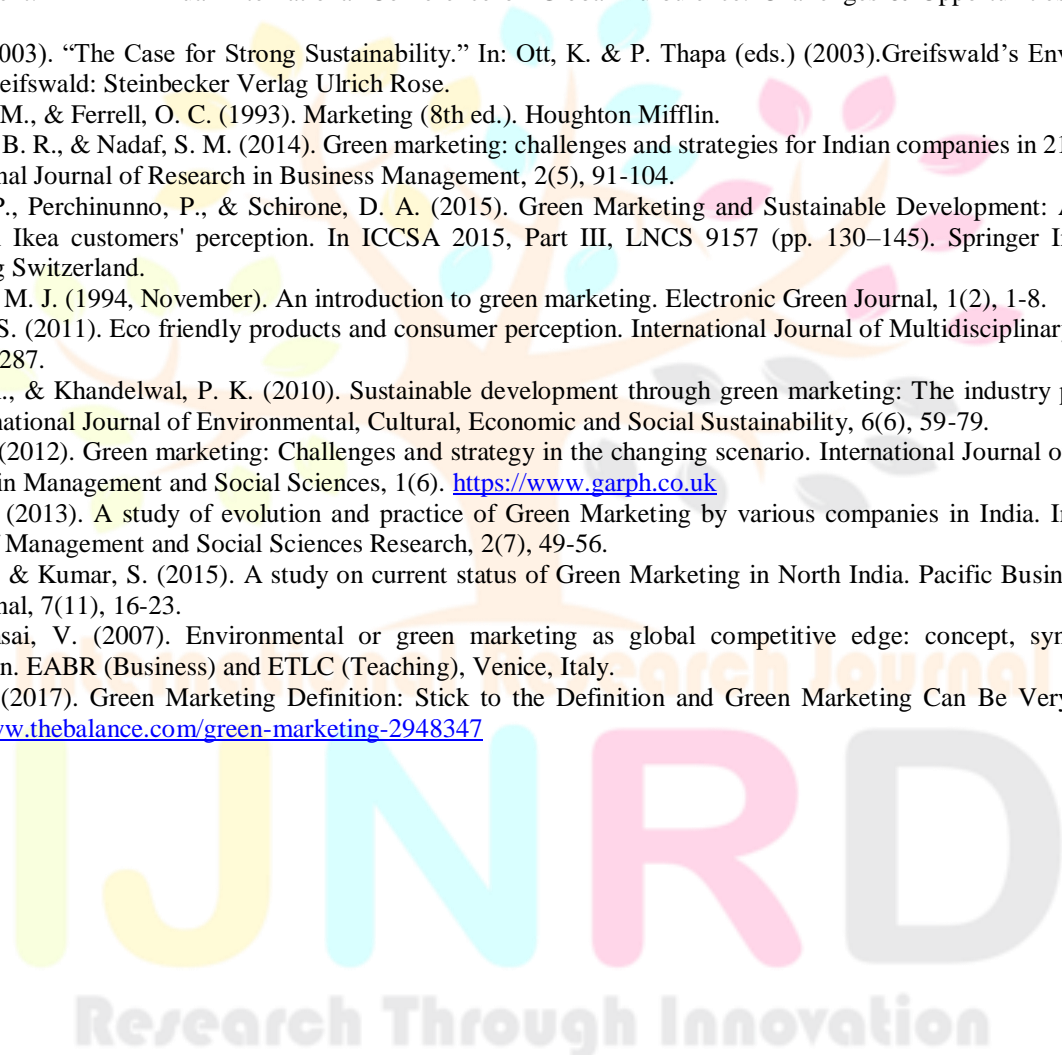 003). “The Case for Strong Sustainability.” In: Ott, K. & P. Thapa (eds.) (2003).Greifswald’s Env
eifswald: Steinbecker Verlag Ulrich Rose.
M., & Ferrell, O. C. (1993). Marketing (8th ed.). Houghton Mifflin.
B. R., & Nadaf, S. M. (2014). Green marketing: challenges and strategies for Indian companies in 21
nal Journal of Research in Business Management, 2(5), 91-104.
P., Perchinunno, P., & Schirone, D. A. (2015). Green Marketing and Sustainable Development: A
Ikea customers' perception. In ICCSA 2015, Part III, LNCS 9157 (pp. 130–145). Springer In
g Switzerland.
M. J. (1994, November). An introduction to green marketing. Electronic Green Journal, 1(2), 1-8.
S. (2011). Eco friendly products and consumer perception. International Journal of Multidisciplinary
287.
., & Khandelwal, P. K. (2010). Sustainable development through green marketing: The industry p
national Journal of Environmental, Cultural, Economic and Social Sustainability, 6(6), 59-79.
(2012). Green marketing: Challenges and strategy in the changing scenario. International Journal o
in Management and Social Sciences, 1(6). https://www.garph.co.uk
(2013). A study of evolution and practice of Green Marketing by various companies in India. In
Management and Social Sciences Research, 2(7), 49-56.
& Kumar, S. (2015). A study on current status of Green Marketing in North India. Pacific Busin
nal, 7(11), 16-23.
nsai, V. (2007). Environmental or green marketing as global competitive edge: concept, syn
n. EABR (Business) and ETLC (Teaching), Venice, Italy.
(2017). Green Marketing Definition: Stick to the Definition and Green Marketing Can Be Very
ww.thebalance.com/green-marketing-2948347
International Research Journal
IJNRD
Research Through Innovation